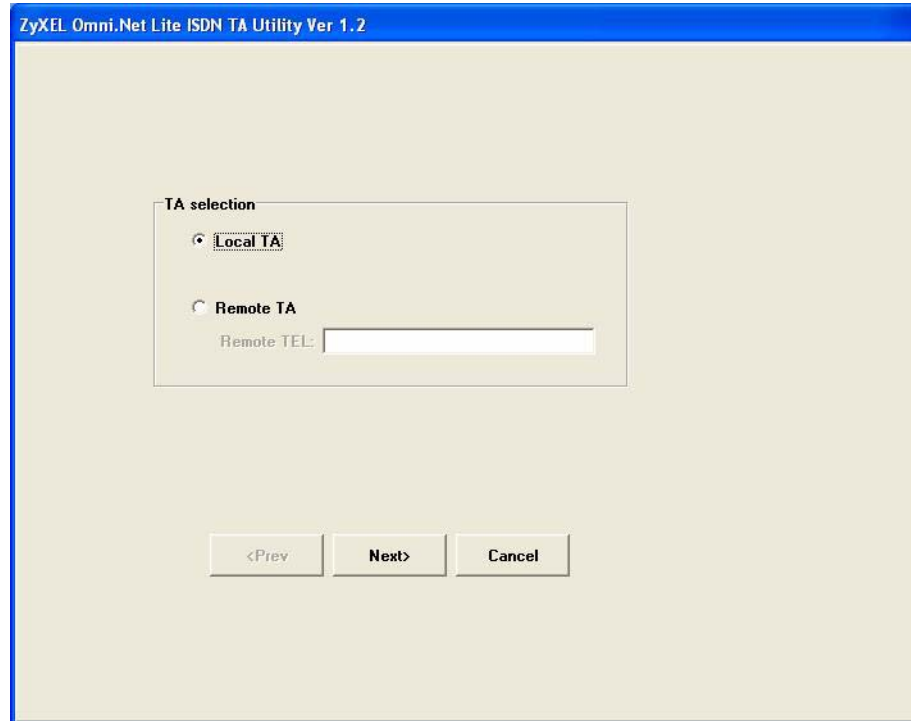 ZyXEL Omni.Net Lite ISDN TA Utility Ver 1.2
TA selection
Local TA
Remote TA
Remote TEL:
<Prev Next> Cancel